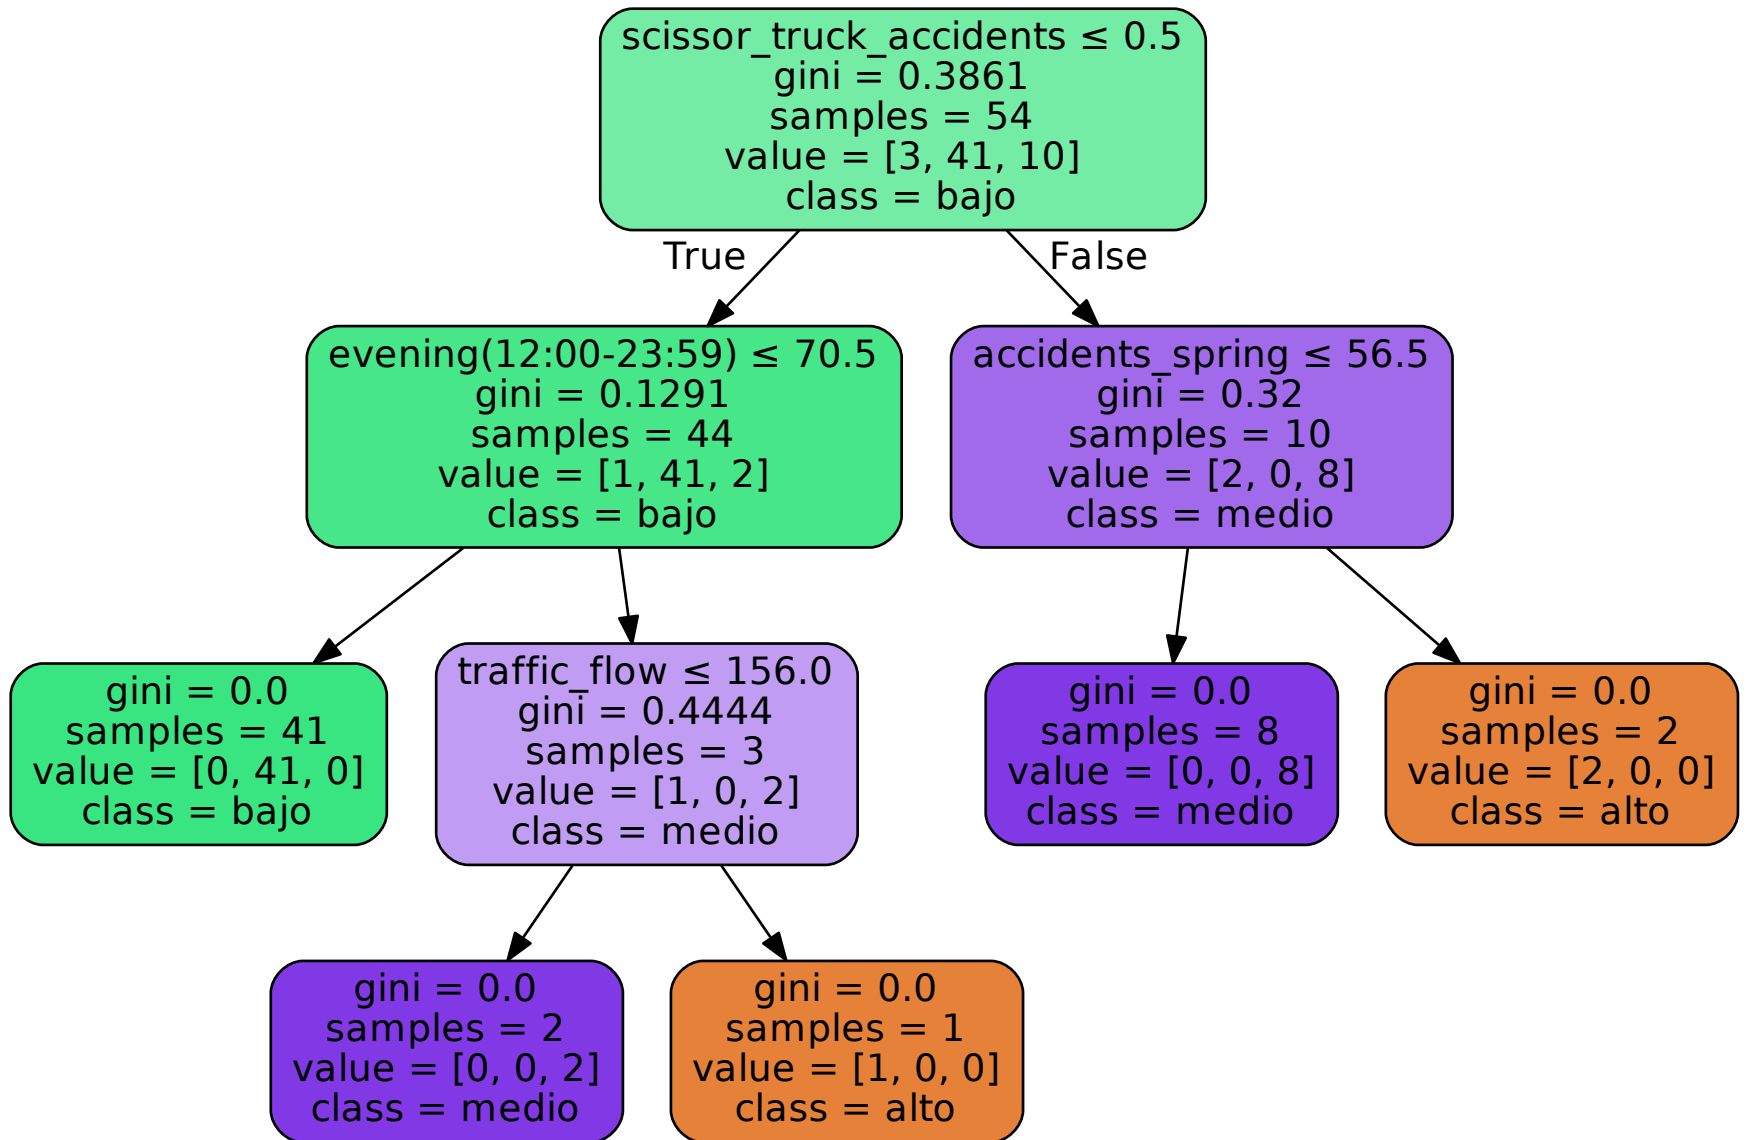 scissor_truck_accidents ≤ 0.5
gini = 0.3861
samples = 54
value = [3, 41, 10]
class = bajo
True
False
evening(12:00-23:59) ≤ 70.5
gini = 0.1291
samples = 44
value = [1, 41, 2]
class = bajo
accidents_spring ≤ 56.5
gini = 0.32
samples = 10
value = [2, 0, 8]
class = medio
gini = 0.0
samples = 41
value = [0, 41, 0]
class = bajo
traffic_flow ≤ 156.0
gini = 0.4444
samples = 3
value = [1, 0, 2]
class = medio
gini = 0.0
samples = 8
value = [0, 0, 8]
class = medio
gini = 0.0
samples = 2
value = [2, 0, 0]
class = alto
gini = 0.0
samples = 2
value = [0, 0, 2]
class = medio
gini = 0.0
samples = 1
value = [1, 0, 0]
class = alto